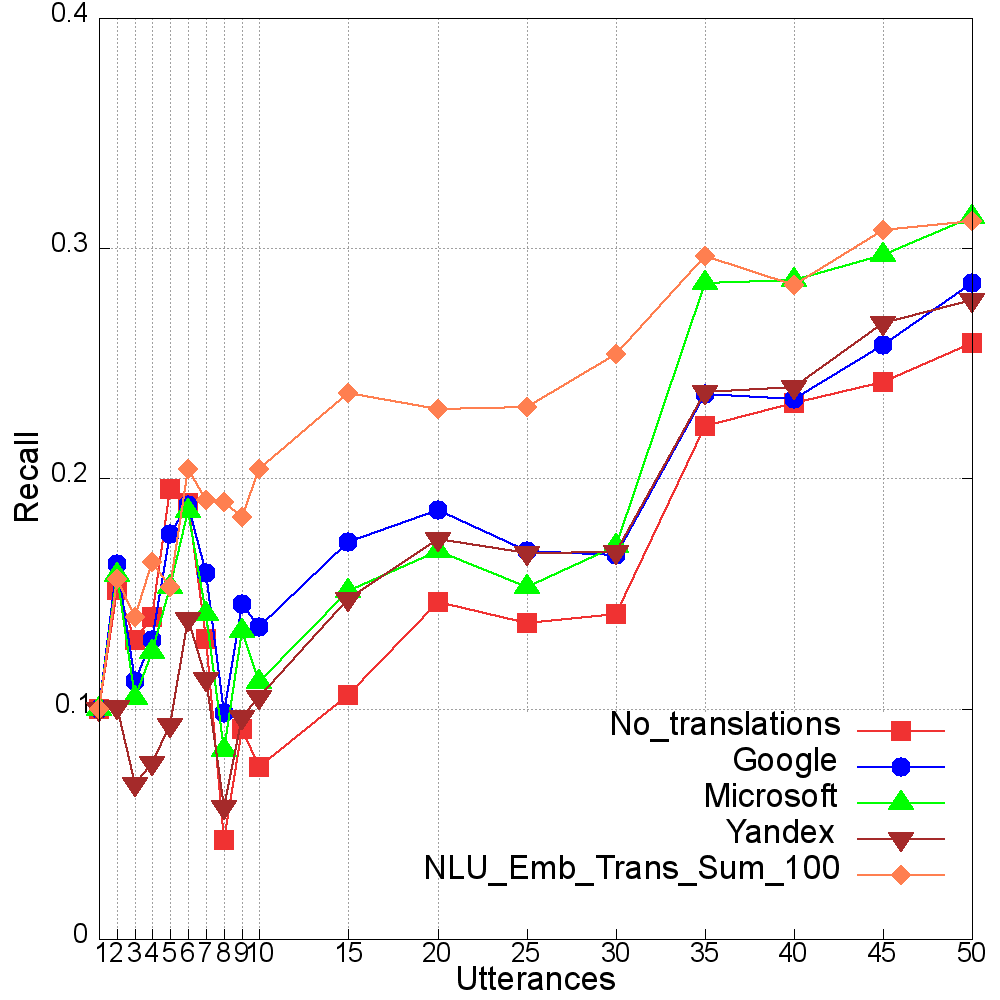 0.4
0.3
0.2
0.1
0
Recall
No_translations
Google
Microsoft
Yandex
NLU_Emb_Trans_Sum_100
1 2 3 4 5 6 7 8 9 10 15 20 25 30 35 40 45 50
Utterances